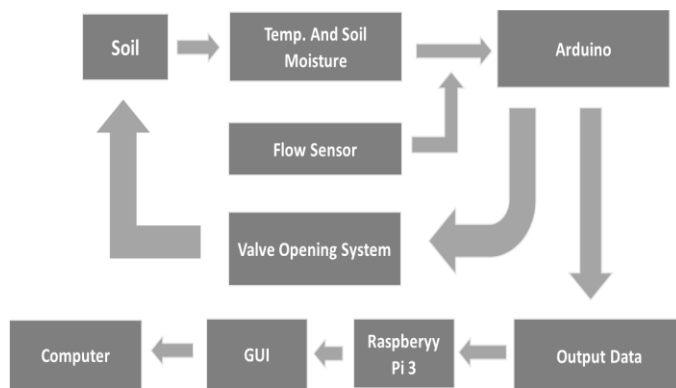 Soil
Temp. And Soil
Moisture
Arduino
Flow Sensor
Valve Opening System
Computer
GUI
Raspberyy
Pi 3
Output Data